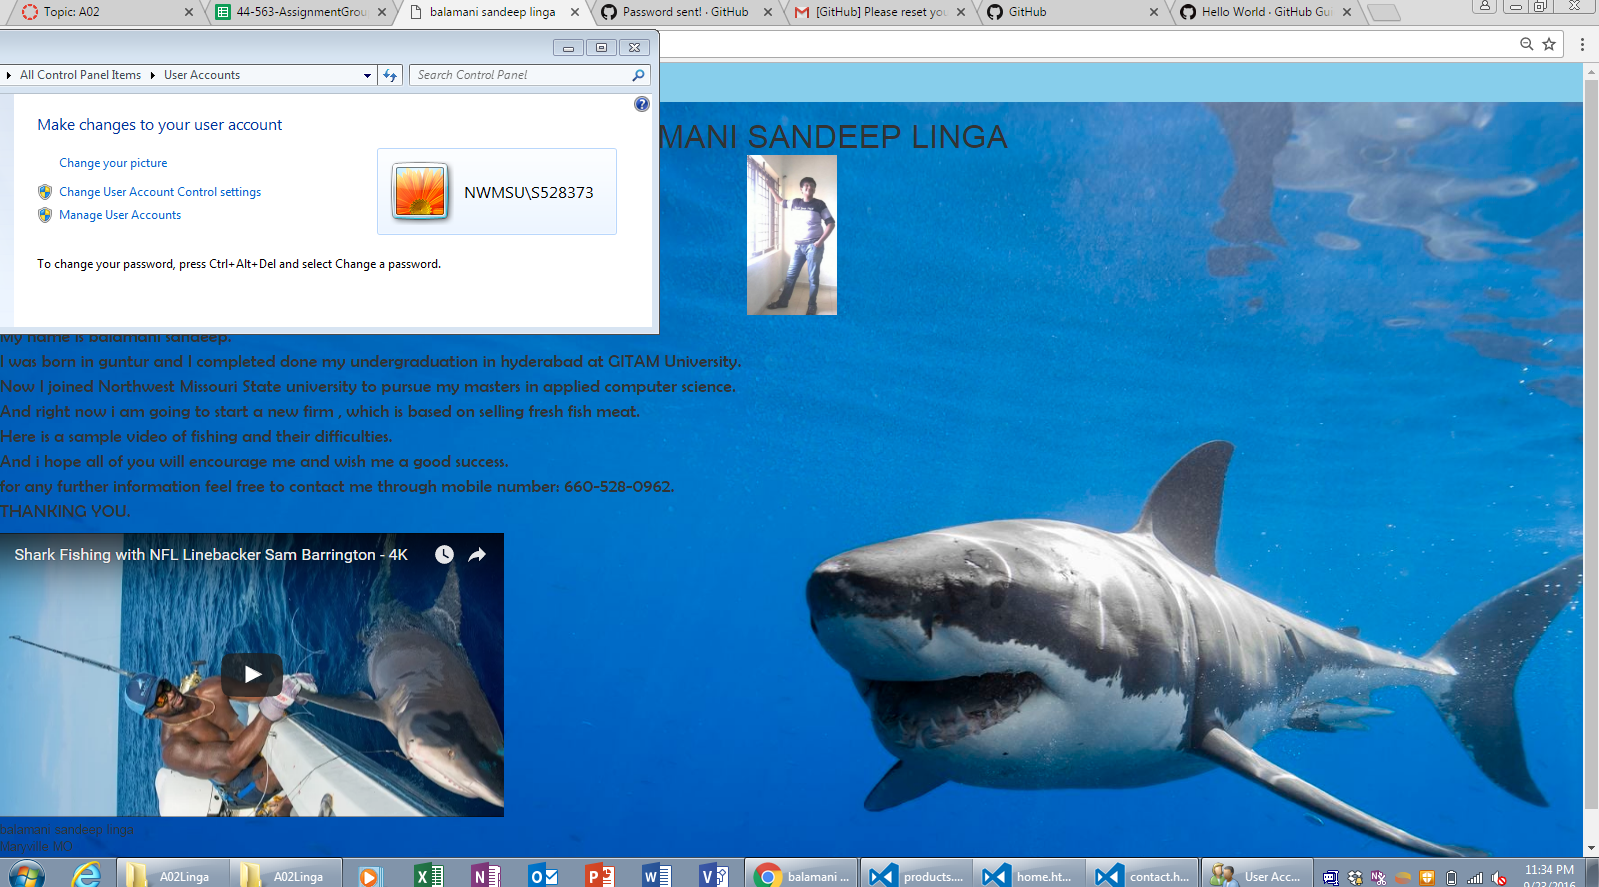 Topic: A02
44-563-AssignmentGrou
balamani sandeep linga
Password sent! · GitHub
[GitHub] Please reset you
GitHub
Hello World · GitHub Gui
All Control Panel Items
User Accounts
Search Control Panel
Make changes to your user account
Change your picture
Change User Account Control settings
Manage User Accounts
NWMSU\S528373
To change your password, press Ctrl+Alt+Del and select Change a password.
MANI SANDEEP LINGA
My name is balamani sandeep.
I was born in guntur and I completed done my undergraduation in hyderabad at GITAM University.
Now I joined Northwest Missouri State university to pursue my masters in applied computer science.
And right now i am going to start a new firm , which is based on selling fresh fish meat.
Here is a sample video of fishing and their difficulties.
And i hope all of you will encourage me and wish me a good success.
for any further information feel free to contact me through mobile number: 660-528-0962.
THANKING YOU.
Shark Fishing with NFL Linebacker Sam Barrington - 4K
balamani sandeep linga
Maryville MO
A02Linga
A02Linga
balamani ...
products....
home.ht...
contact.h...
User Acc...
11:34 PM
9/23/2016